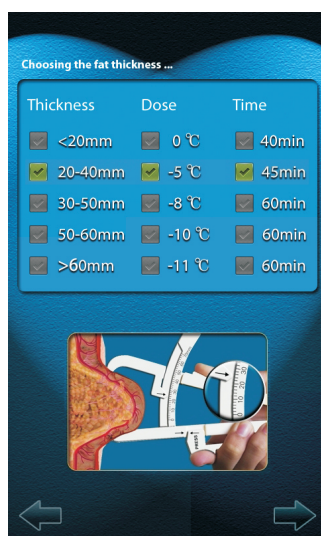 Choosing the fat thickness ...
Thickness Dose Time
<20mm 0 ℃ 40min
20-40mm -5 ℃ 45min
30-50mm -8 ℃ 60min
50-60mm -10 ℃ 60min
>60mm -11 ℃ 60min
PRESS